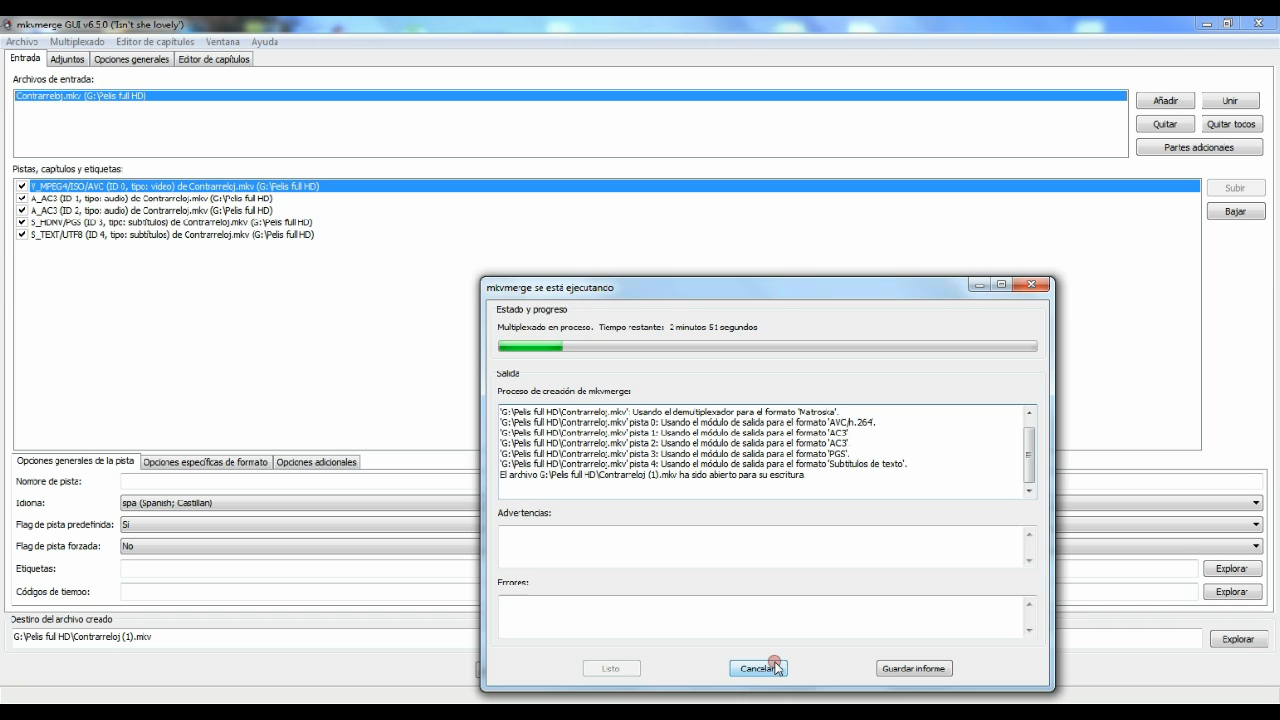 mkvmerge GUI v6.5.0 ('Isn't she lovely')
Archivo Multiplexado Editor de capítulos Ventana Ayuda
Entrada Adjuntos Opciones generales Editor de capítulos
Archivos de entrada:
Contrarreloj.mkv (G:\Pelis full HD)
Añadir Unir
Quitar Quitar todos
Partes adicionales
Pistas, capítulos y etiquetas:
V_MPEG4/ISO/AVC (ID 0, tipo: vídeo) de Contrarreloj.mkv (G:\Pelis full HD)
A_AC3 (ID 1, tipo: audio) de Contrarreloj.mkv (G:\Pelis full HD)
A_AC3 (ID 2, tipo: audio) de Contrarreloj.mkv (G:\Pelis full HD)
S_HDMV/PGS (ID 3, tipo: subtítulos) de Contrarreloj.mkv (G:\Pelis full HD)
S_TEXT/UTF8 (ID 4, tipo: subtítulos) de Contrarreloj.mkv (G:\Pelis full HD)
Subir
Bajar
mkvmerge se está ejecutando
Estado y progreso
Multiplexado en proceso. Tiempo restante: 2 minutos 51 segundos
Salida
Proceso de creación de mkvmerge:
'G:\Pelis full HD\Contrarreloj.mkv': Usando el demultiplexador para el formato 'Matroska'.
'G:\Pelis full HD\Contrarreloj.mkv' pista 0: Usando el módulo de salida para el formato 'AVC/h.264'.
'G:\Pelis full HD\Contrarreloj.mkv' pista 1: Usando el módulo de salida para el formato 'AC3'
'G:\Pelis full HD\Contrarreloj.mkv' pista 2: Usando el módulo de salida para el formato 'AC3'
'G:\Pelis full HD\Contrarreloj.mkv' pista 3: Usando el módulo de salida para el formato 'PGS'.
'G:\Pelis full HD\Contrarreloj.mkv' pista 4: Usando el módulo de salida para el formato 'Subtítulos de texto'.
El archivo G:\Pelis full HD\Contrarreloj (1).mkv ha sido abierto para su escritura
Advertencias:
Errores:
Listo Cancelar Guardar informe
Opciones generales de la pista Opciones específicas de formato Opciones adicionales
Nombre de pista:
Idioma: spa (Spanish; Castillan)
Flag de pista predefinida: Sí
Flag de pista forzada: No
Etiquetas: Explorar
Códigos de tiempo: Explorar
Destino del archivo creado
G:\Pelis full HD\Contrarreloj (1).mkv Explorar